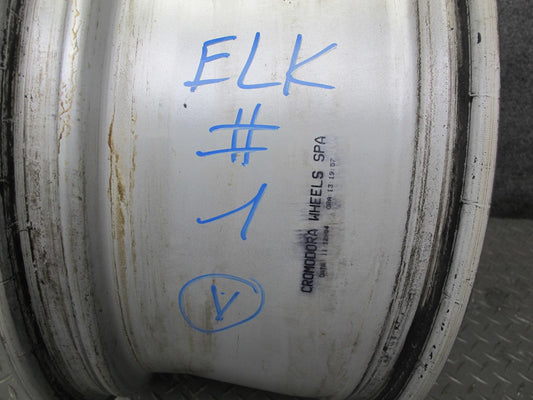 ELK
#
1
V
CROMODORA WHEELS SPA